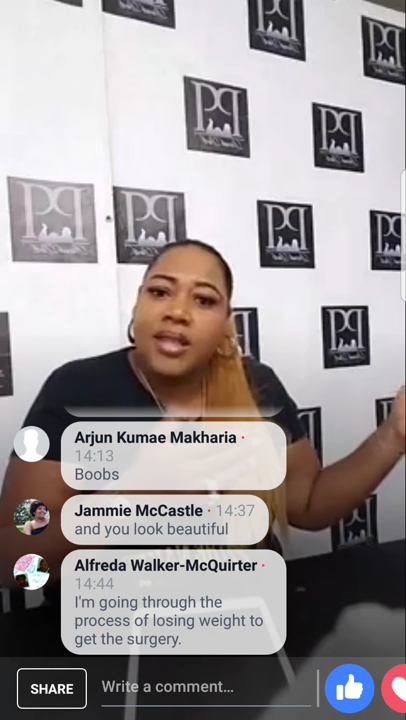 Arjun Kumae Makharia •
14:13
Boobs
Jammie McCastle • 14:37
and you look beautiful
Alfreda Walker-McQuirter •
14:44
I'm going through the
process of losing weight to
get the surgery.
SHARE
Write a comment...